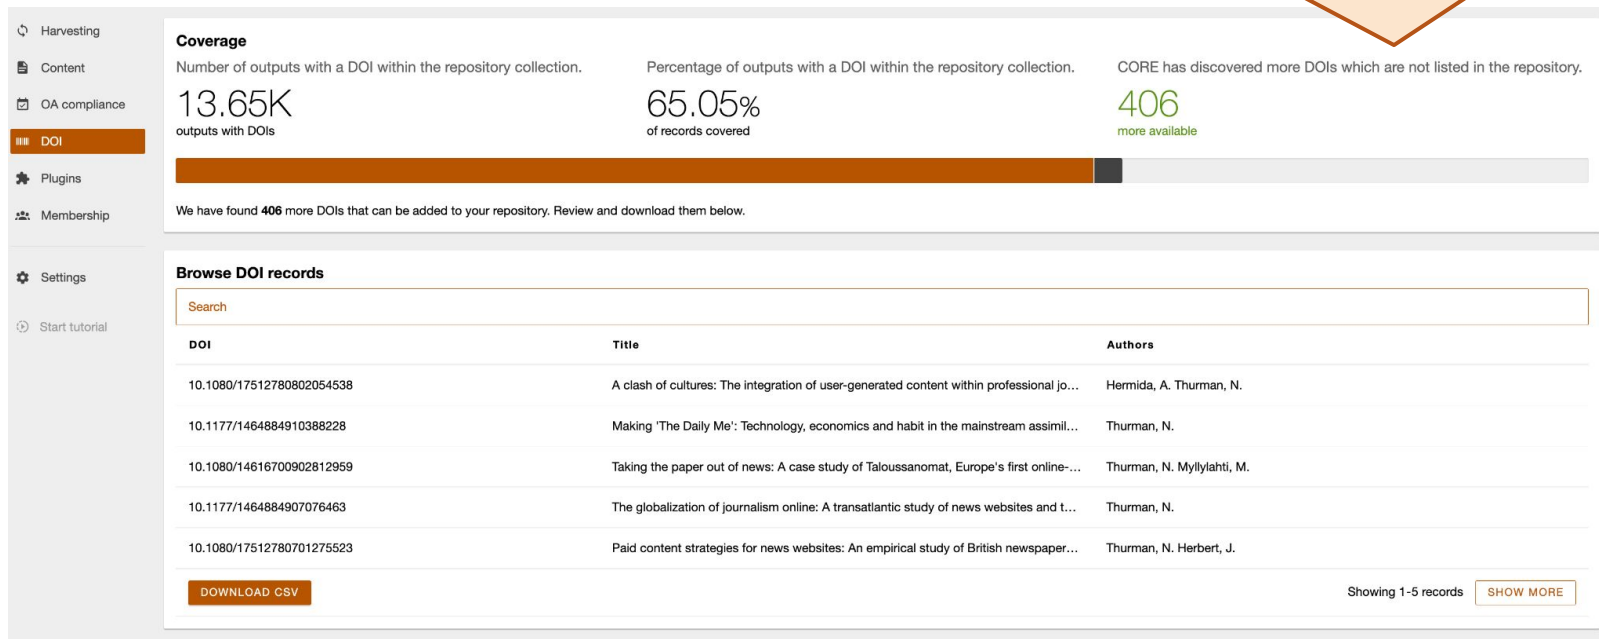 Harvesting
Content
OA compliance
DOI
Plugins
Membership
Settings
Start tutorial
Coverage
Number of outputs with a DOI within the repository collection.
13.65K
outputs with DOIs
Percentage of outputs with a DOI within the repository collection.
65.05%
of records covered
CORE has discovered more DOIs which are not listed in the repository.
406
more available
We have found 406 more DOIs that can be added to your repository. Review and download them below.
Browse DOI records
Search
DOI Title Authors
10.1080/17512780802054538 A clash of cultures: The integration of user-generated content within professional jo... Hermida, A. Thurman, N.
10.1177/1464884910388228 Making 'The Daily Me': Technology, economics and habit in the mainstream assimil... Thurman, N.
10.1080/14616700902812959 Taking the paper out of news: A case study of Taloussanomat, Europe's first online-... Thurman, N. Myllylahti, M.
10.1177/1464884907076463 The globalization of journalism online: A transatlantic study of news websites and t... Thurman, N.
10.1080/17512780701275523 Paid content strategies for news websites: An empirical study of British newspaper... Thurman, N. Herbert, J.
DOWNLOAD CSV Showing 1-5 records SHOW MORE